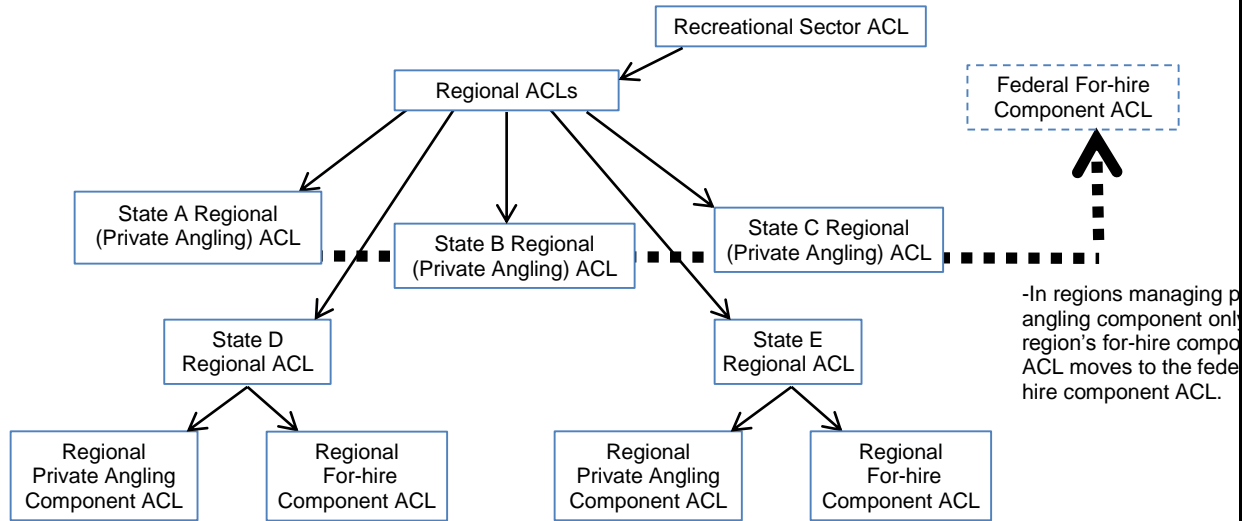 Recreational Sector ACL
Regional ACLs
Federal For-hire
Component ACL
State A Regional
(Private Angling) ACL
State B Regional
(Private Angling) ACL
State C Regional
(Private Angling) ACL
-In regions managing
angling component only
region's for-hire
ACL moves to the
hire component ACL.
State D
Regional ACL
State E
Regional ACL
Regional
Private Angling
Component ACL
Regional
For-hire
Component ACL
Regional
Private Angling
Component ACL
Regional
For-hire
Component ACL